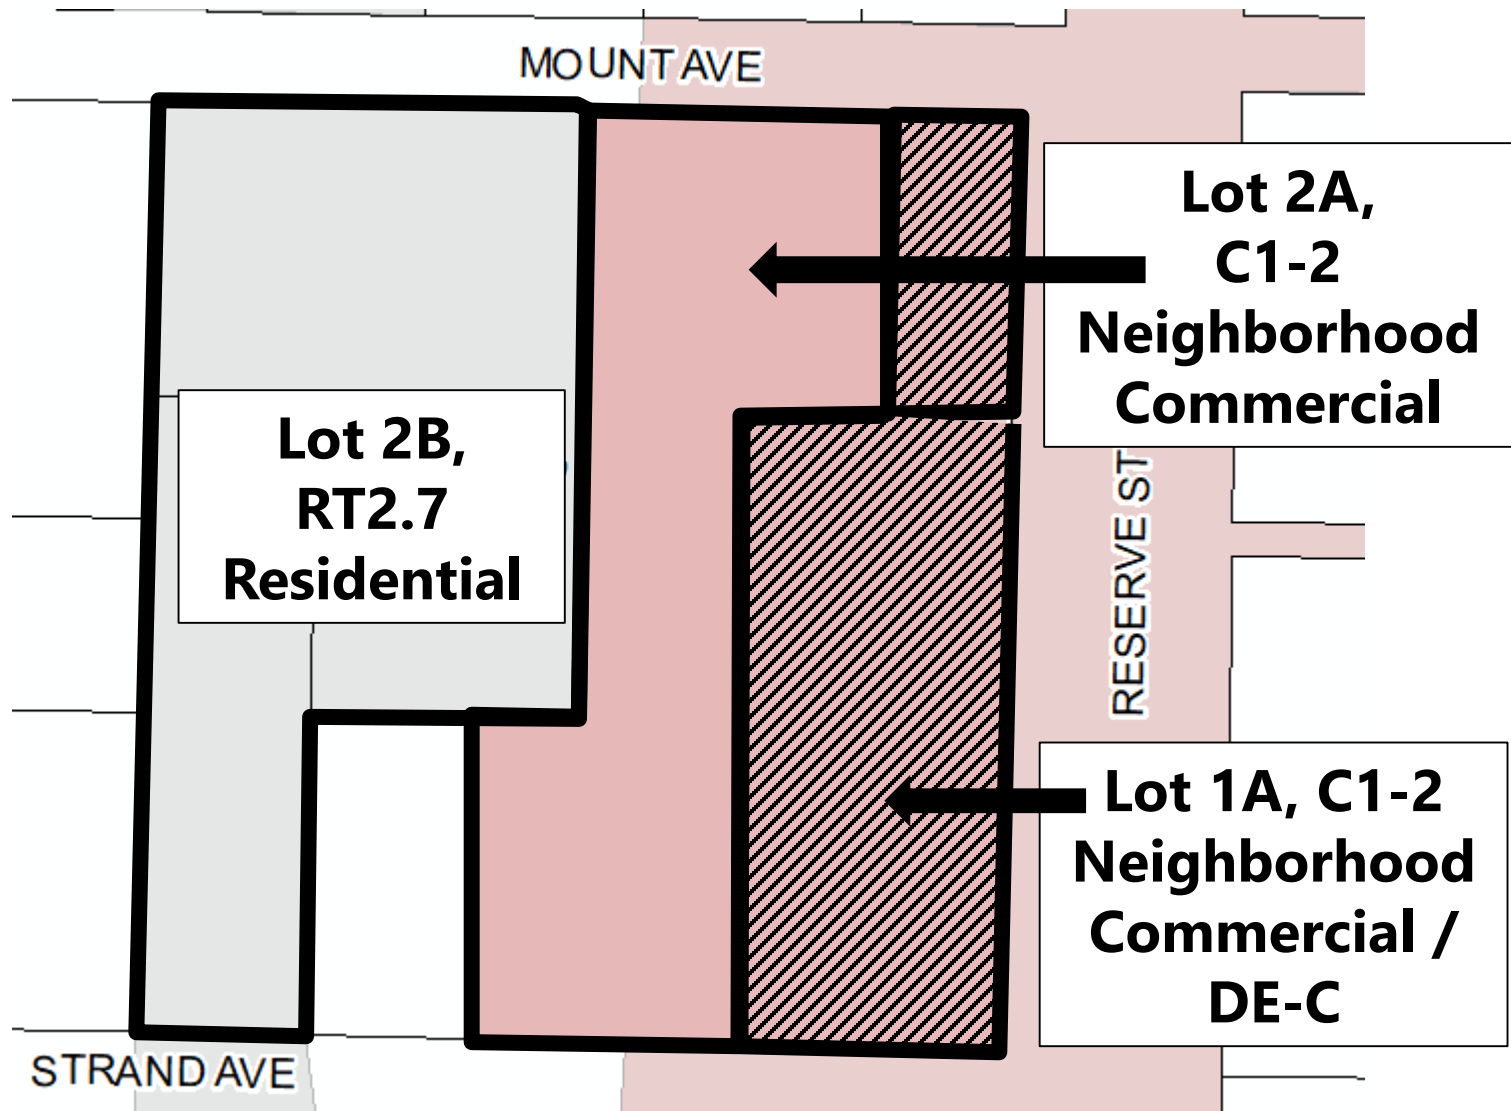 MOUNT AVE
Lot 2A,
C1-2
Neighborhood
Commercial
Lot 2B,
RT2.7
Residential
RESERVE ST
Lot 1A, C1-2
Neighborhood
Commercial /
DE-C
STRAND AVE